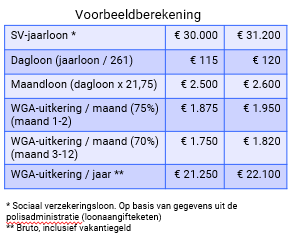 Voorbeeldberekening
SV-jaarloon * € 30.000 € 31.200
Dagloon (jaarloon / 261) € 115 € 120
Maandloon (dagloon x 21,75) € 2.500 € 2.600
WGA-uitkering / maand (75%) € 1.875 € 1.950
(maand 1-2)
WGA-uitkering / maand (70%) € 1.750 € 1.820
(maand 3-12)
WGA-uitkering / jaar ** € 21.250 € 22.100
* Sociaal verzekeringsloon. Op basis van gegevens uit de
polisadministratie (loonaangifteketen)
** Bruto, inclusief vakantiegeld